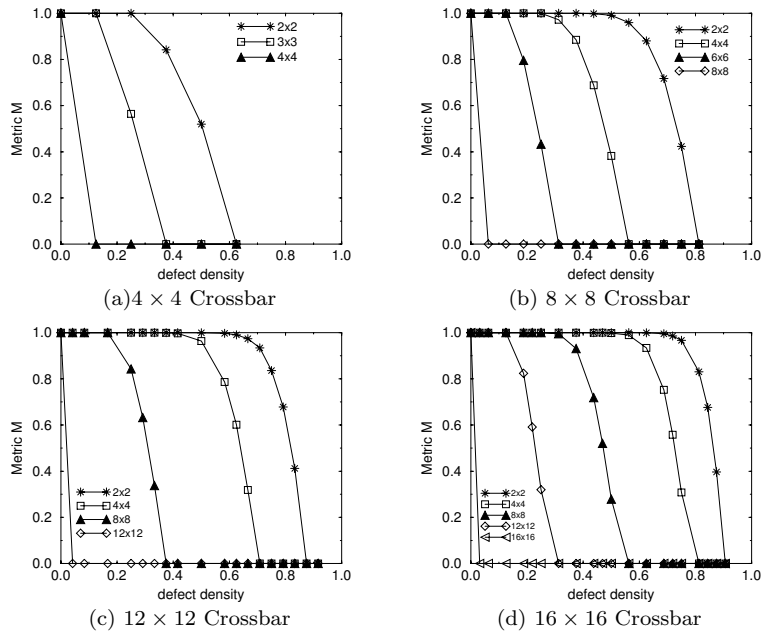 1.0
0.8
0.6
0.4
0.2
0.0
Metric M
2x2
3x3
4x4
0.0 0.2 0.4 0.6 0.8 1.0
defect density
(a)4 × 4 Crossbar
1.0
0.8
0.6
0.4
0.2
0.0
Metric M
2x2
4x4
6x6
8x8
0.0 0.2 0.4 0.6 0.8 1.0
defect density
(b) 8 × 8 Crossbar
1.0
0.8
0.6
0.4
0.2
0.0
Metric M
2x2
4x4
8x8
12x12
0.0 0.2 0.4 0.6 0.8 1.0
defect density
(c) 12 × 12 Crossbar
1.0
0.8
0.6
0.4
0.2
0.0
Metric M
2x2
4x4
8x8
12x12
16x16
0.0 0.2 0.4 0.6 0.8 1.0
defect density
(d) 16 × 16 Crossbar